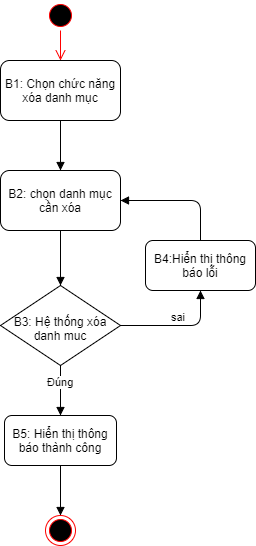 B1: Chọn chức năng
xóa danh mục
B2: chọn danh mục
cần xóa
B4:Hiển thị thông
báo lỗi
B3: Hệ thống xóa
danh muc
sai
Đúng
B5: Hiển thị thông
báo thành công